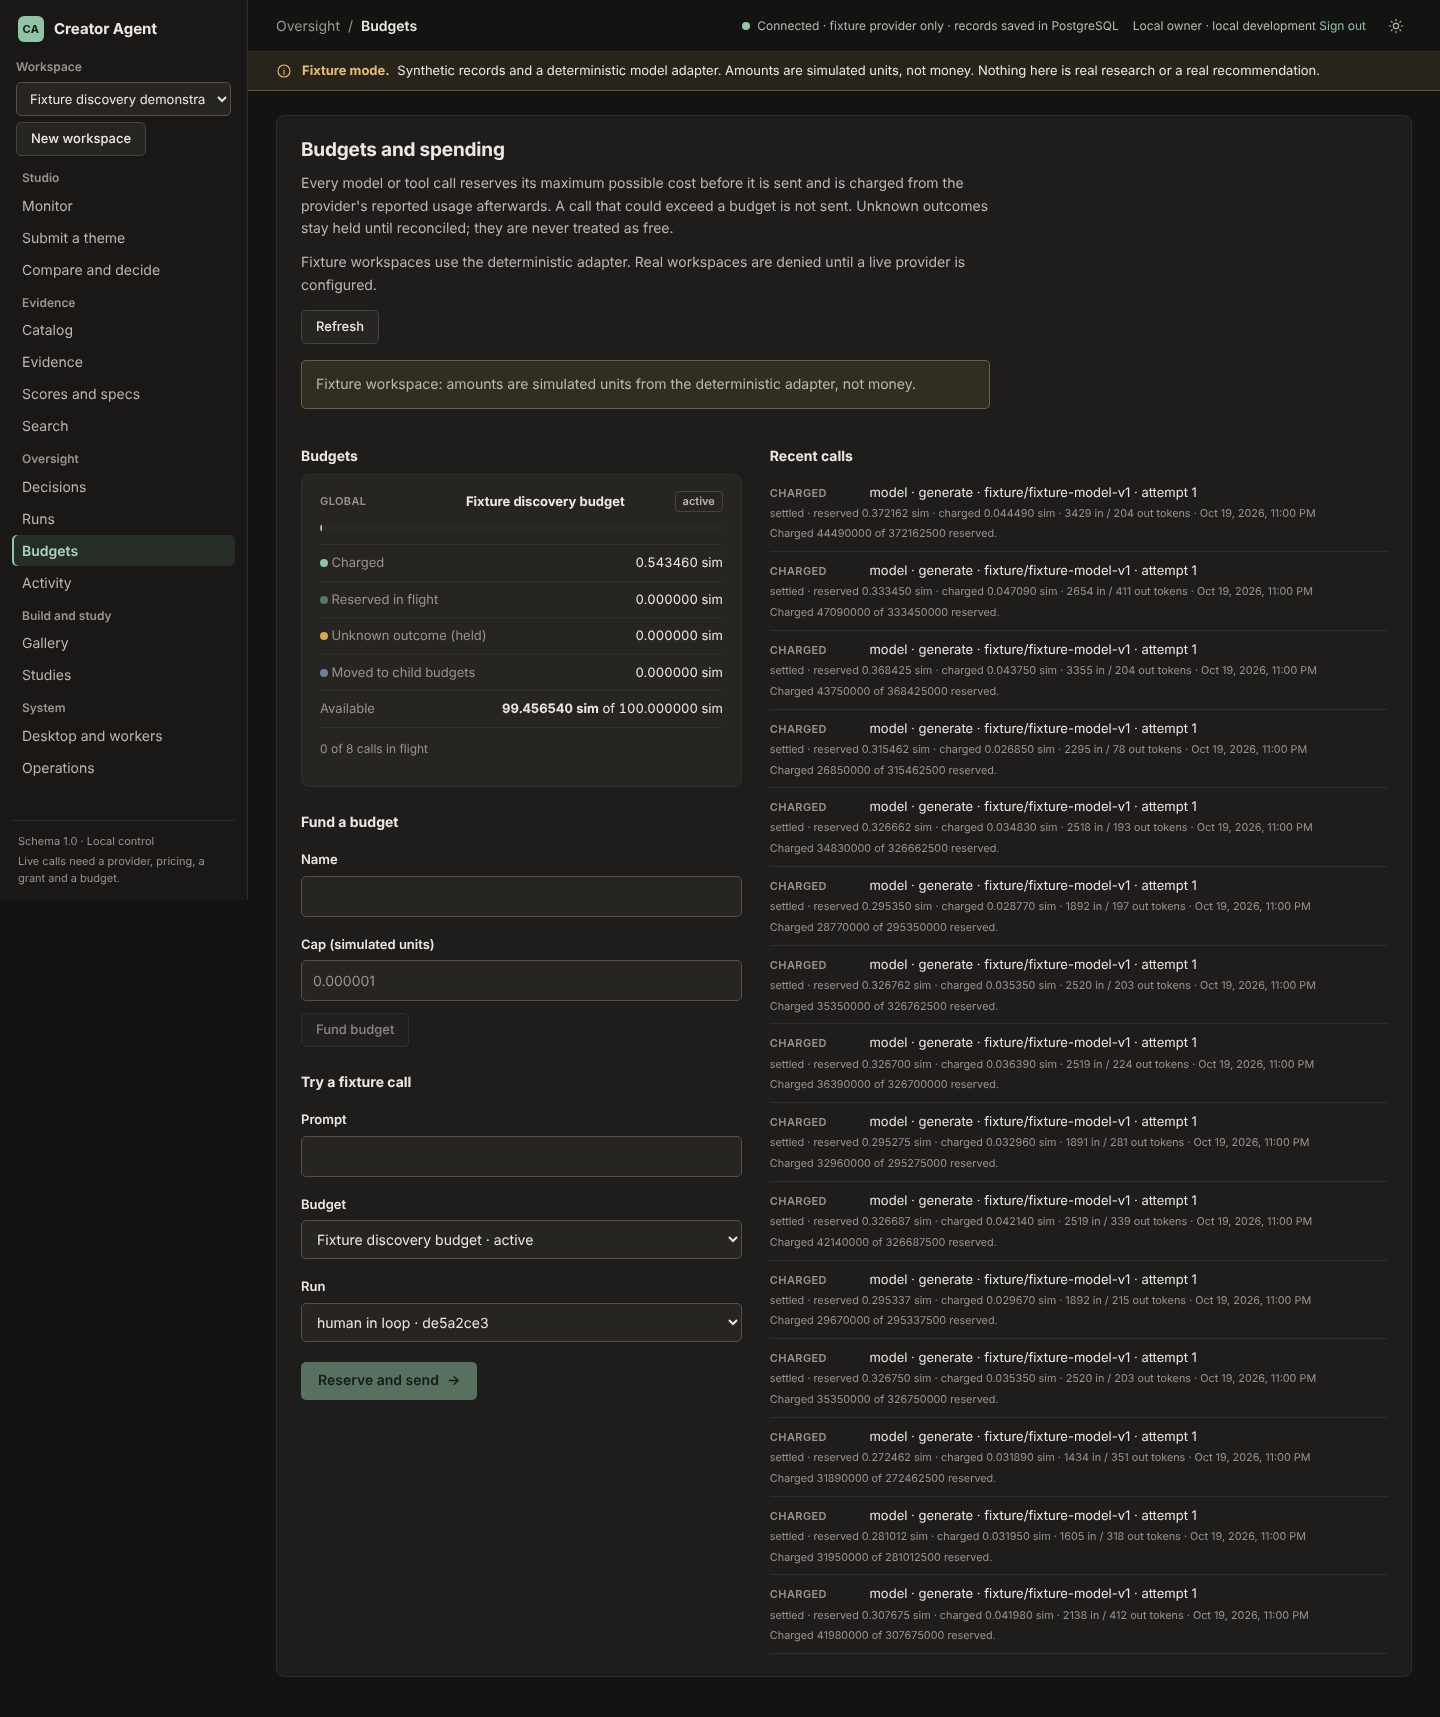 CA Creator Agent
Workspace
Fixture discovery demonstra
New workspace
Studio
Monitor
Submit a theme
Compare and decide
Evidence
Catalog
Evidence
Scores and specs
Search
Oversight
Decisions
Runs
Budgets
Activity
Build and study
Gallery
Studies
System
Desktop and workers
Operations
Schema 1.0 · Local control
Live calls need a provider, pricing, a
grant and a budget.
Oversight / Budgets
Connected · fixture provider only · records saved in PostgreSQL Local owner · local development Sign out
Fixture mode. Synthetic records and a deterministic model adapter. Amounts are simulated units, not money. Nothing here is real research or a real recommendation.
Budgets and spending
Every model or tool call reserves its maximum possible cost before it is sent and is charged from the
provider's reported usage afterwards. A call that could exceed a budget is not sent. Unknown outcomes
stay held until reconciled; they are never treated as free.
Fixture workspaces use the deterministic adapter. Real workspaces are denied until a live provider is
configured.
Refresh
Fixture workspace: amounts are simulated units from the deterministic adapter, not money.
Budgets
GLOBAL Fixture discovery budget active
Charged 0.543460 sim
Reserved in flight 0.000000 sim
Unknown outcome (held) 0.000000 sim
Moved to child budgets 0.000000 sim
Available 99.456540 sim of 100.000000 sim
0 of 8 calls in flight
Fund a budget
Name
Cap (simulated units)
0.000001
Fund budget
Try a fixture call
Prompt
Budget
Fixture discovery budget · active
Run
human in loop · de5a2ce3
Reserve and send →
Recent calls
CHARGED model · generate · fixture/fixture-model-v1 · attempt 1
settled · reserved 0.372162 sim · charged 0.044490 sim · 3429 in / 204 out tokens · Oct 19, 2026, 11:00 PM
Charged 44490000 of 372162500 reserved.
CHARGED model · generate · fixture/fixture-model-v1 · attempt 1
settled · reserved 0.333450 sim · charged 0.047090 sim · 2654 in / 411 out tokens · Oct 19, 2026, 11:00 PM
Charged 47090000 of 333450000 reserved.
CHARGED model · generate · fixture/fixture-model-v1 · attempt 1
settled · reserved 0.368425 sim · charged 0.043750 sim · 3355 in / 204 out tokens · Oct 19, 2026, 11:00 PM
Charged 43750000 of 368425000 reserved.
CHARGED model · generate · fixture/fixture-model-v1 · attempt 1
settled · reserved 0.315462 sim · charged 0.026850 sim · 2295 in / 78 out tokens · Oct 19, 2026, 11:00 PM
Charged 26850000 of 315462500 reserved.
CHARGED model · generate · fixture/fixture-model-v1 · attempt 1
settled · reserved 0.326662 sim · charged 0.034830 sim · 2518 in / 193 out tokens · Oct 19, 2026, 11:00 PM
Charged 34830000 of 326662500 reserved.
CHARGED model · generate · fixture/fixture-model-v1 · attempt 1
settled · reserved 0.295350 sim · charged 0.028770 sim · 1892 in / 197 out tokens · Oct 19, 2026, 11:00 PM
Charged 28770000 of 295350000 reserved.
CHARGED model · generate · fixture/fixture-model-v1 · attempt 1
settled · reserved 0.326762 sim · charged 0.035350 sim · 2520 in / 203 out tokens · Oct 19, 2026, 11:00 PM
Charged 35350000 of 326762500 reserved.
CHARGED model · generate · fixture/fixture-model-v1 · attempt 1
settled · reserved 0.326700 sim · charged 0.036390 sim · 2519 in / 224 out tokens · Oct 19, 2026, 11:00 PM
Charged 36390000 of 326700000 reserved.
CHARGED model · generate · fixture/fixture-model-v1 · attempt 1
settled · reserved 0.295275 sim · charged 0.032960 sim · 1891 in / 281 out tokens · Oct 19, 2026, 11:00 PM
Charged 32960000 of 295275000 reserved.
CHARGED model · generate · fixture/fixture-model-v1 · attempt 1
settled · reserved 0.326687 sim · charged 0.042140 sim · 2519 in / 339 out tokens · Oct 19, 2026, 11:00 PM
Charged 42140000 of 326687500 reserved.
CHARGED model · generate · fixture/fixture-model-v1 · attempt 1
settled · reserved 0.295337 sim · charged 0.029670 sim · 1892 in / 215 out tokens · Oct 19, 2026, 11:00 PM
Charged 29670000 of 295337500 reserved.
CHARGED model · generate · fixture/fixture-model-v1 · attempt 1
settled · reserved 0.326750 sim · charged 0.035350 sim · 2520 in / 203 out tokens · Oct 19, 2026, 11:00 PM
Charged 35350000 of 326750000 reserved.
CHARGED model · generate · fixture/fixture-model-v1 · attempt 1
settled · reserved 0.272462 sim · charged 0.031890 sim · 1434 in / 351 out tokens · Oct 19, 2026, 11:00 PM
Charged 31890000 of 272462500 reserved.
CHARGED model · generate · fixture/fixture-model-v1 · attempt 1
settled · reserved 0.281012 sim · charged 0.031950 sim · 1605 in / 318 out tokens · Oct 19, 2026, 11:00 PM
Charged 31950000 of 281012500 reserved.
CHARGED model · generate · fixture/fixture-model-v1 · attempt 1
settled · reserved 0.307675 sim · charged 0.041980 sim · 2138 in / 412 out tokens · Oct 19, 2026, 11:00 PM
Charged 41980000 of 307675000 reserved.